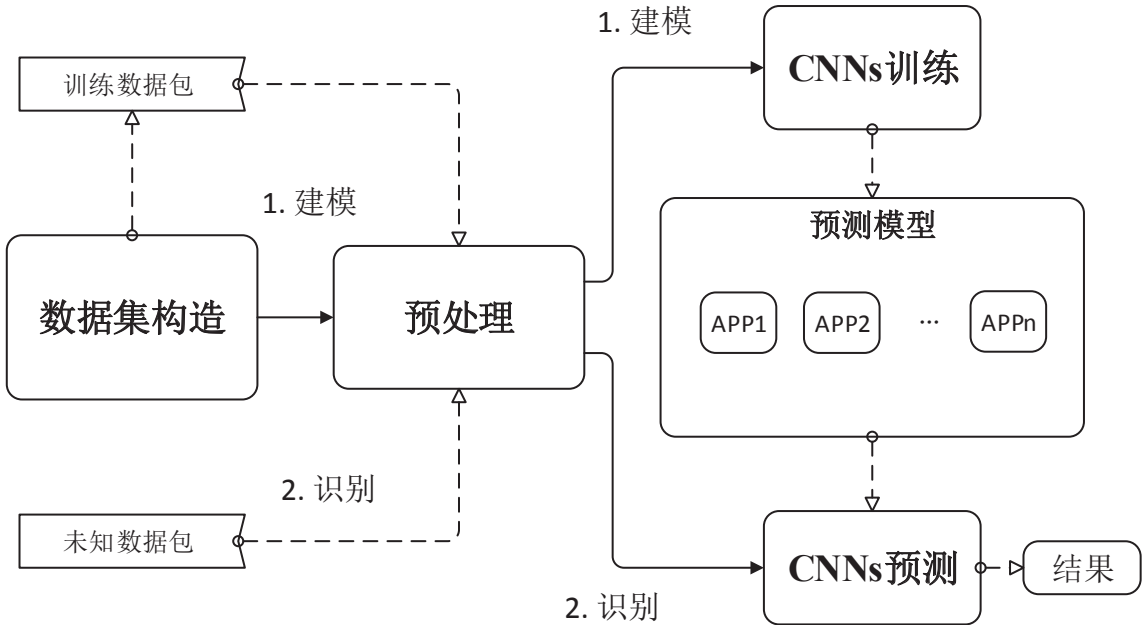 1. 建模
训练数据包
CNNs训练
1. 建模
预测模型
数据集构造
预处理
APP1
APP2
...
APPn
2. 识别
未知数据包
CNNs预测
结果
2. 识别